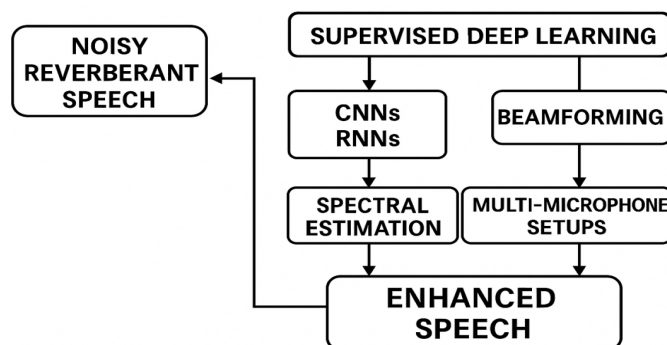 NOISY
REVERBERANT
SPEECH
SUPERVISED DEEP LEARNING
CNNs
RNNs
BEAMFORMING
SPECTRAL
ESTIMATION
MULTI-MICROPHONE
SETUPS
ENHANCED
SPEECH